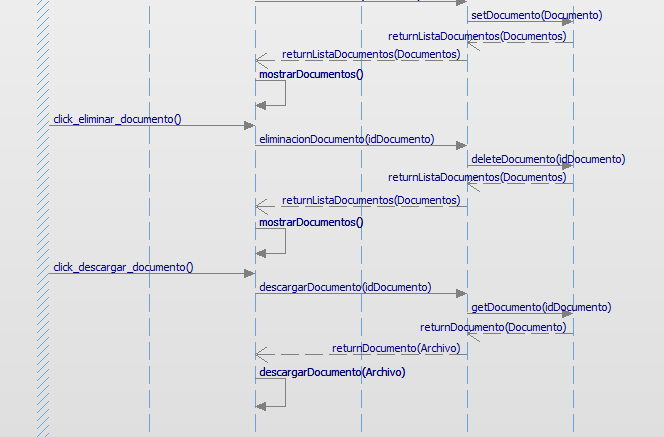 setDocumento(Documento)
returnListaDocumentos(Documentos)
returnListaDocumentos(Documentos)
mostrarDocumentos()
click_eliminar_documento()
eliminacionDocumento(idDocumento)
deleteDocumento(idDocumento)
returnListaDocumentos(Documentos)
returnListaDocumentos(Documentos)
mostrarDocumentos()
click_descargar_documento()
descargarDocumento(idDocumento)
getDocumento(idDocumento)
returnDocumento(Documento)
returnDocumento(Archivo)
descargarDocumento(Archivo)